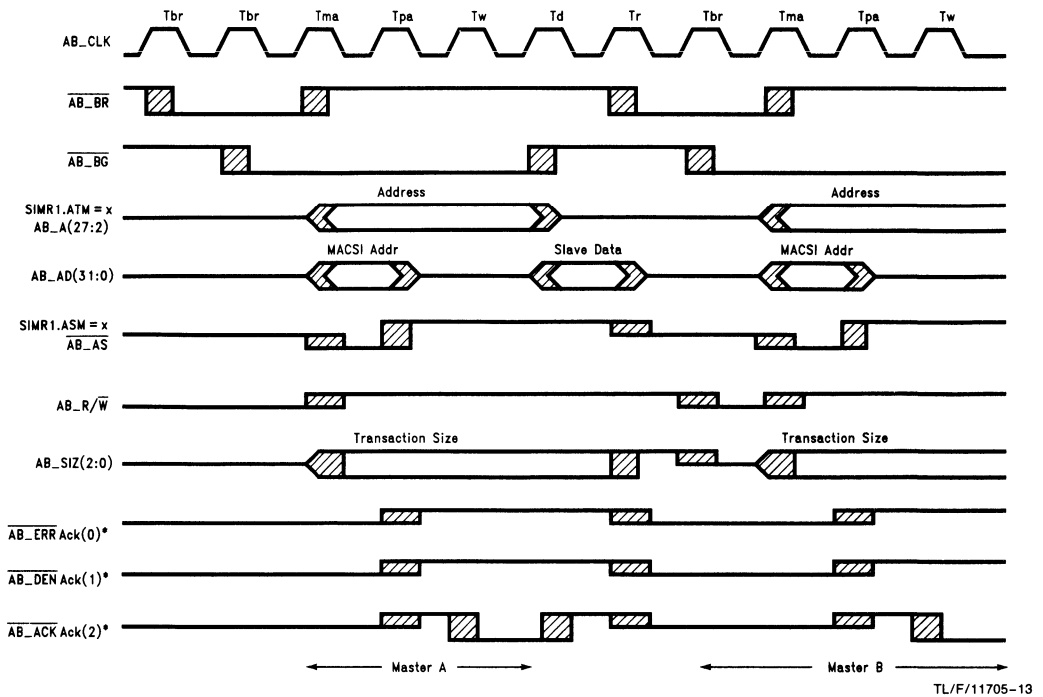 Tbr Tbr Tma Tpa Tw Td Tr Tbr Tma Tpa Tw
AB_CLK
AB_BR
AB_BG
Address Address
SIMR1.ATM = x
AB_A(27:2)
MACSI Addr Slave Data MACSI Addr
AB_AD(31:0)
SIMR1.ASM = x
AB_AS
AB_R/W
Transaction Size Transaction Size
AB_SIZ(2:0)
AB_ERR Ack(0)*
AB_DEN Ack(1)*
AB_ACK Ack(2)*
Master A Master B
TL/F/11705-13